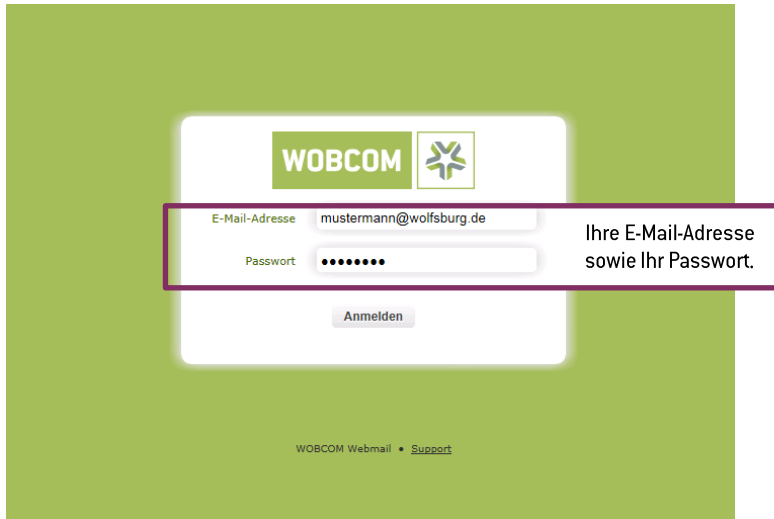 WOBCOM
E-Mail-Adresse mustermann@wolfsburg.de
Passwort ••••••••
Ihre E-Mail-Adresse
sowie Ihr Passwort.
Anmelden
WOBCOM Webmail • Support